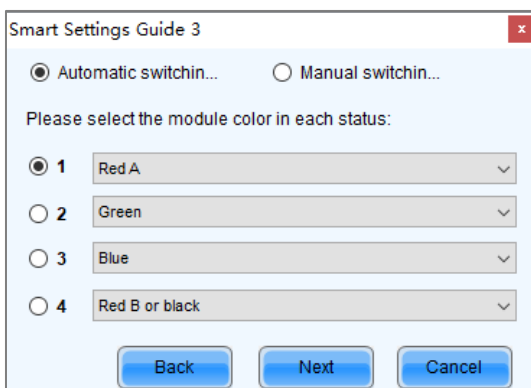 Smart Settings Guide 3
x
Automatic switchin... Manual switchin...
Please select the module color in each status:
1 Red A
2 Green
3 Blue
4 Red B or black
Back Next Cancel